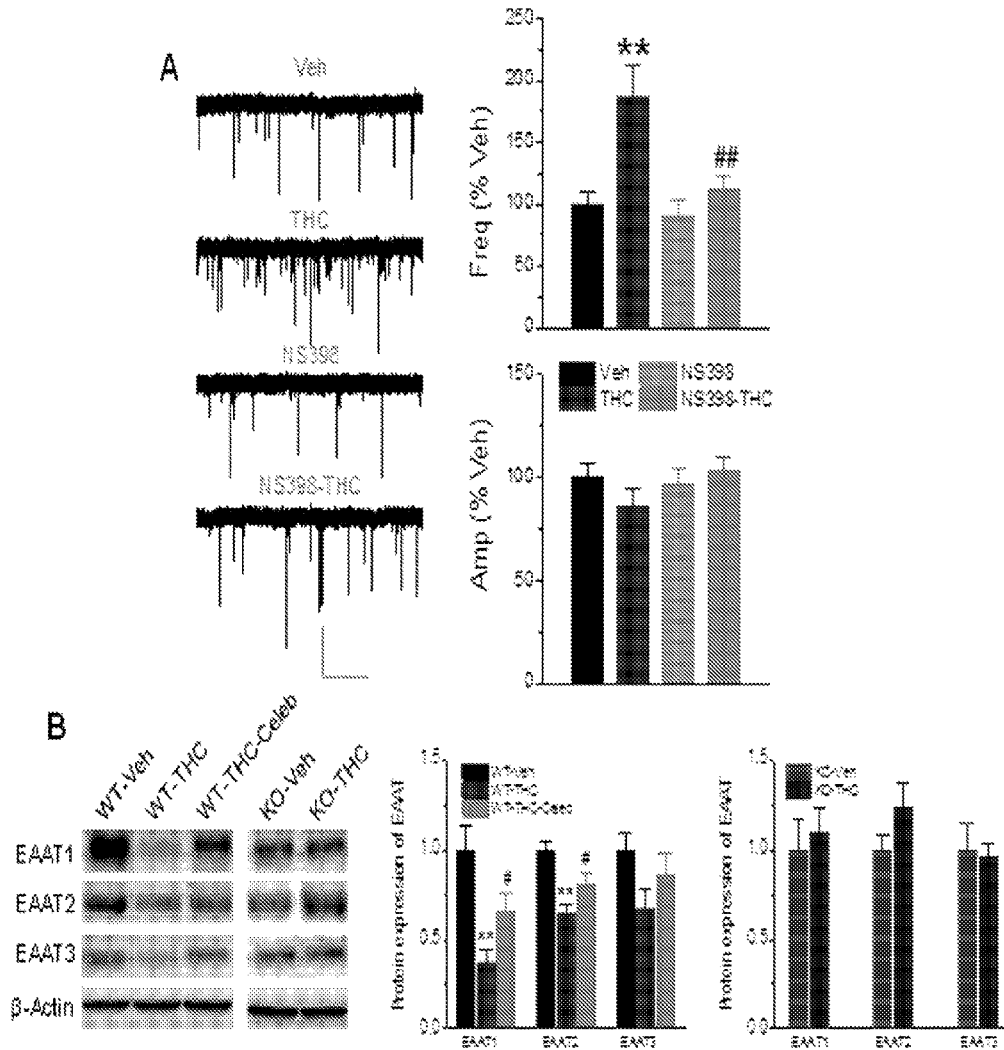 A
Veh
THC
NS398
NS398-THC
Freq (% Veh)
250
200
150
100
50
0
**
##
Amp (% Veh)
150
100
50
0
Veh
THC
NS398
NS398-THC
B
WT-Veh
WT-THC
WT-THC-Celeb
KO-Veh
KO-THC
EAAT1
EAAT2
EAAT3
β-Actin
Protein expression of EAAT
1.5
1.0
0.5
0.0
WT-Veh
WT-THC
WT-THC-Celeb
**
#
**
#
EAAT1
EAAT2
EAAT3
Protein expression of EAAT
1.5
1.0
0.5
0.0
KO-Veh
KO-THC
EAAT1
EAAT2
EAAT3